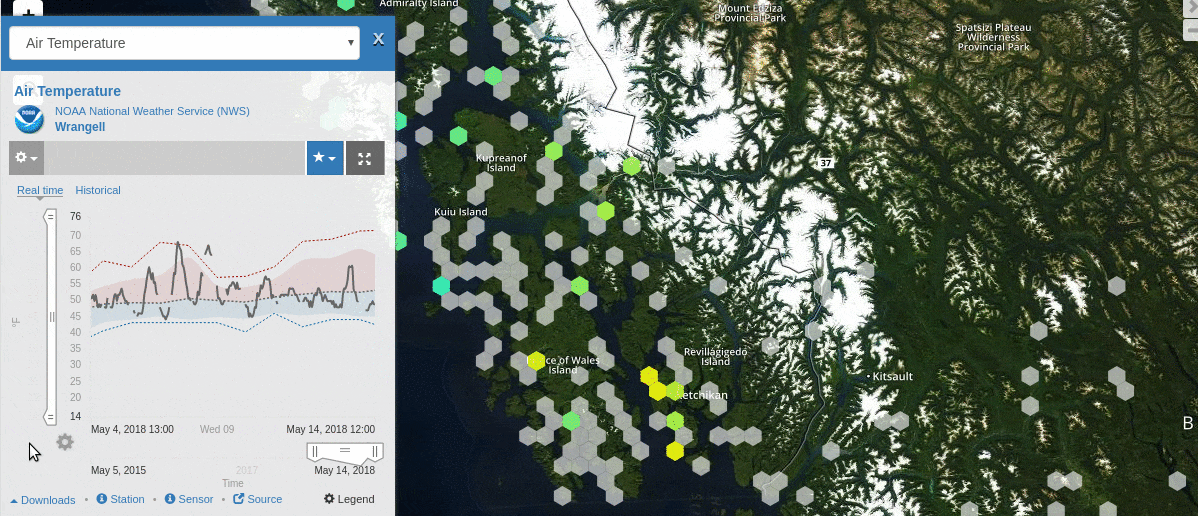 Air Temperature
X
Air Temperature
NOAA
NOAA National Weather Service (NWS)
Wrangell
Real time
Historical
°F
76
70
65
60
55
50
45
40
35
30
25
20
14
May 4, 2018 13:00
Wed 09
May 14, 2018 12:00
May 5, 2015
2017
May 14, 2018
Time
Downloads
•
Station
•
Sensor
•
Source
Legend
Admiralty Island
Mount Edziza
Provincial Park
Spatsizi Plateau
Wilderness
Provincial Park
Kupreanof
Island
37
Kuiu Island
ce of Wales
Island
Revillagigedo
Island
Kitsault
etchikan
B